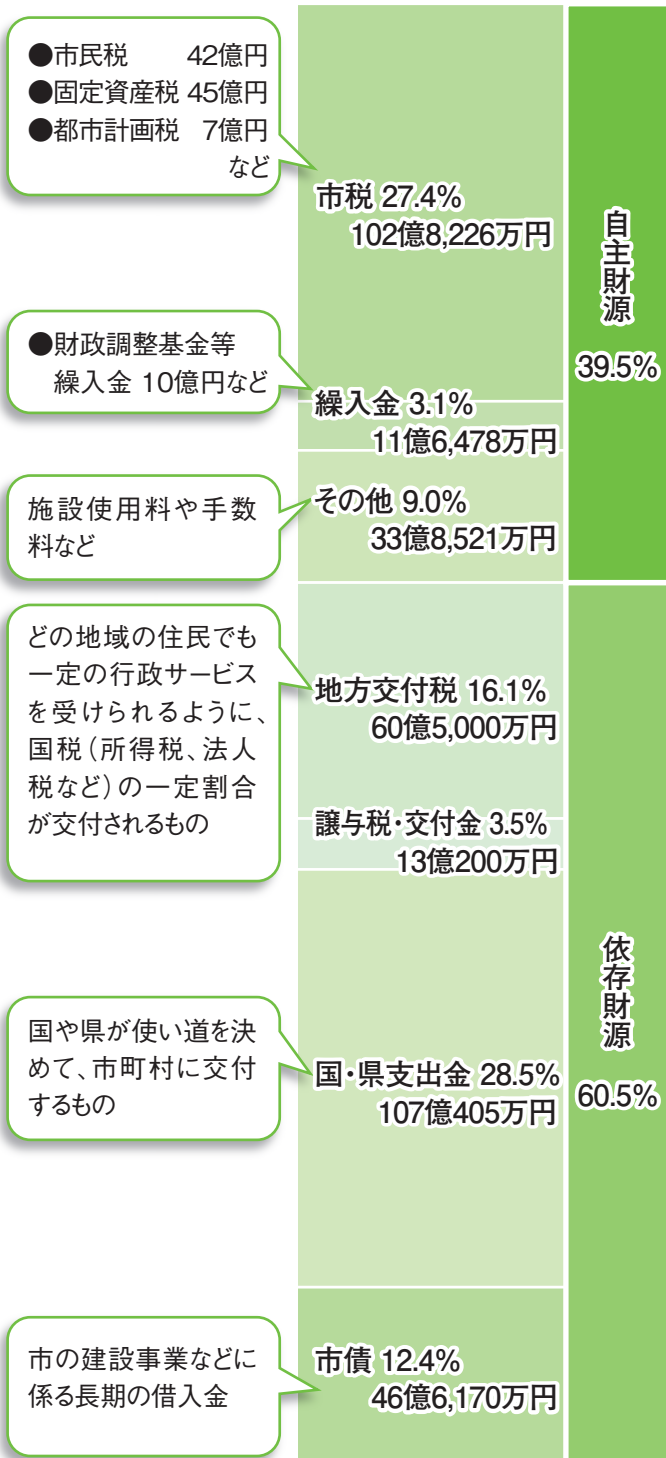 ●市民税 42億円
●固定資産税 45億円
●都市計画税 7億円
など
市税 27.4%
102億8,226万円
●財政調整基金等
繰入金 10億円など
繰入金 3.1%
11億6,478万円
施設使用料や手数
料など
その他 9.0%
33億8,521万円
自主財源
39.5%
どの地域の住民でも
一定の行政サービス
を受けられるように、
国税(所得税、法人
税など)の一定割合
が交付されるもの
地方交付税 16.1%
60億5,000万円
譲与税・交付金 3.5%
13億200万円
国や県が使い道を決
めて、市町村に交付
するもの
国・県支出金 28.5%
107億405万円
市の建設事業などに
係る長期の借入金
市債 12.4%
46億6,170万円
依存財源
60.5%